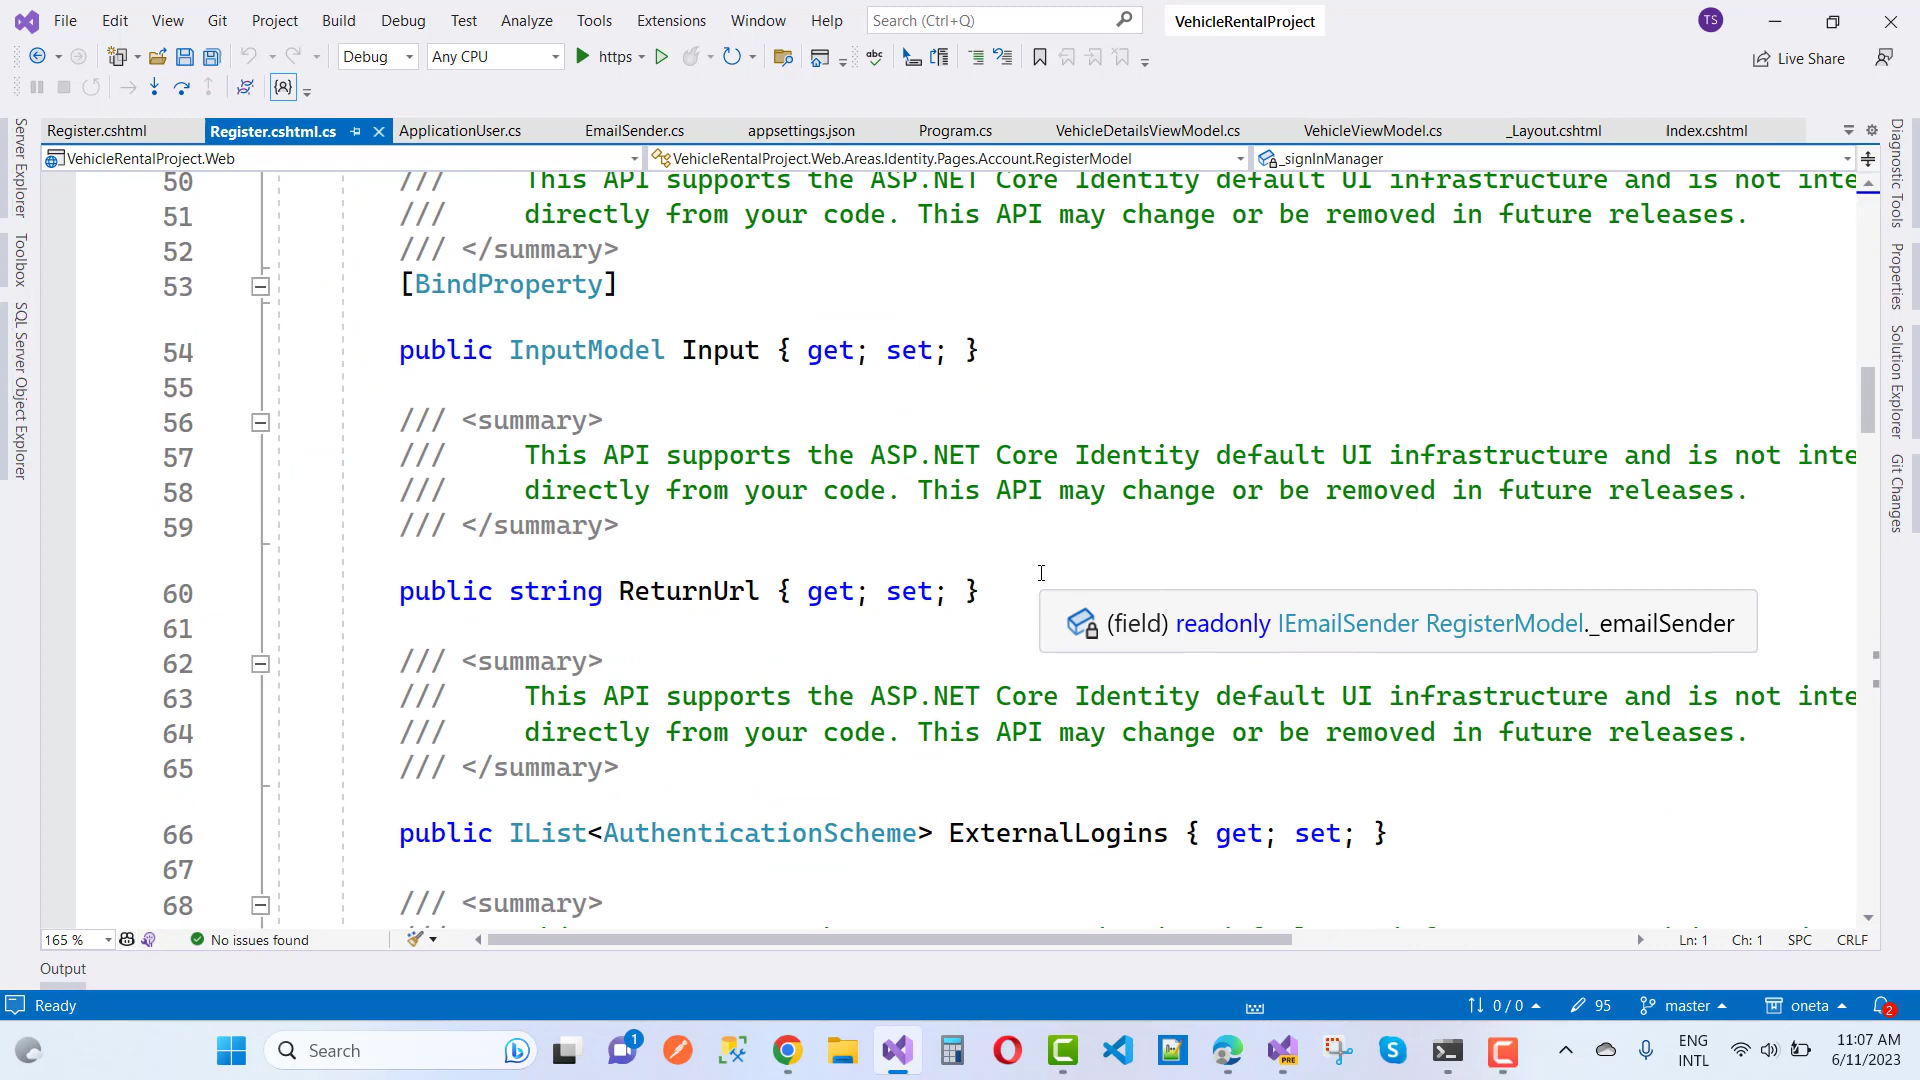 File Edit View Git Project Build Debug Test Analyze Tools Extensions Window Help Search (Ctrl+Q) VehicleRentalProject TS
Debug Any CPU https abc Live Share
Register.cshtml Register.cshtml.cs ApplicationUser.cs EmailSender.cs appsettings.json Program.cs VehicleDetailsViewModel.cs VehicleViewModel.cs _Layout.cshtml Index.cshtml
VehicleRentalProject.Web VehicleRentalProject.Web.Areas.Identity.Pages.Account.RegisterModel _signInManager
Server Explorer
Toolbox
SQL Server Object Explorer
50 /// This API supports the ASP.NET Core Identity default UI infrastructure and is not inte
51 /// directly from your code. This API may change or be removed in future releases.
52 /// </summary>
53 [BindProperty]
54 public InputModel Input { get; set; }
55
56 /// <summary>
57 /// This API supports the ASP.NET Core Identity default UI infrastructure and is not inte
58 /// directly from your code. This API may change or be removed in future releases.
59 /// </summary>
60 public string ReturnUrl { get; set; }
(field) readonly IEmailSender RegisterModel._emailSender
61
62 /// <summary>
63 /// This API supports the ASP.NET Core Identity default UI infrastructure and is not inte
64 /// directly from your code. This API may change or be removed in future releases.
65 /// </summary>
66 public IList<AuthenticationScheme> ExternalLogins { get; set; }
67
68 /// <summary>
Diagnostic Tools
Properties
Solution Explorer
Git Changes
165 % No issues found Ln: 1 Ch: 1 SPC CRLF
Output
Ready 0 / 0 95 master oneta 2
Search 1 PRE ENG INTL 11:07 AM
6/11/2023